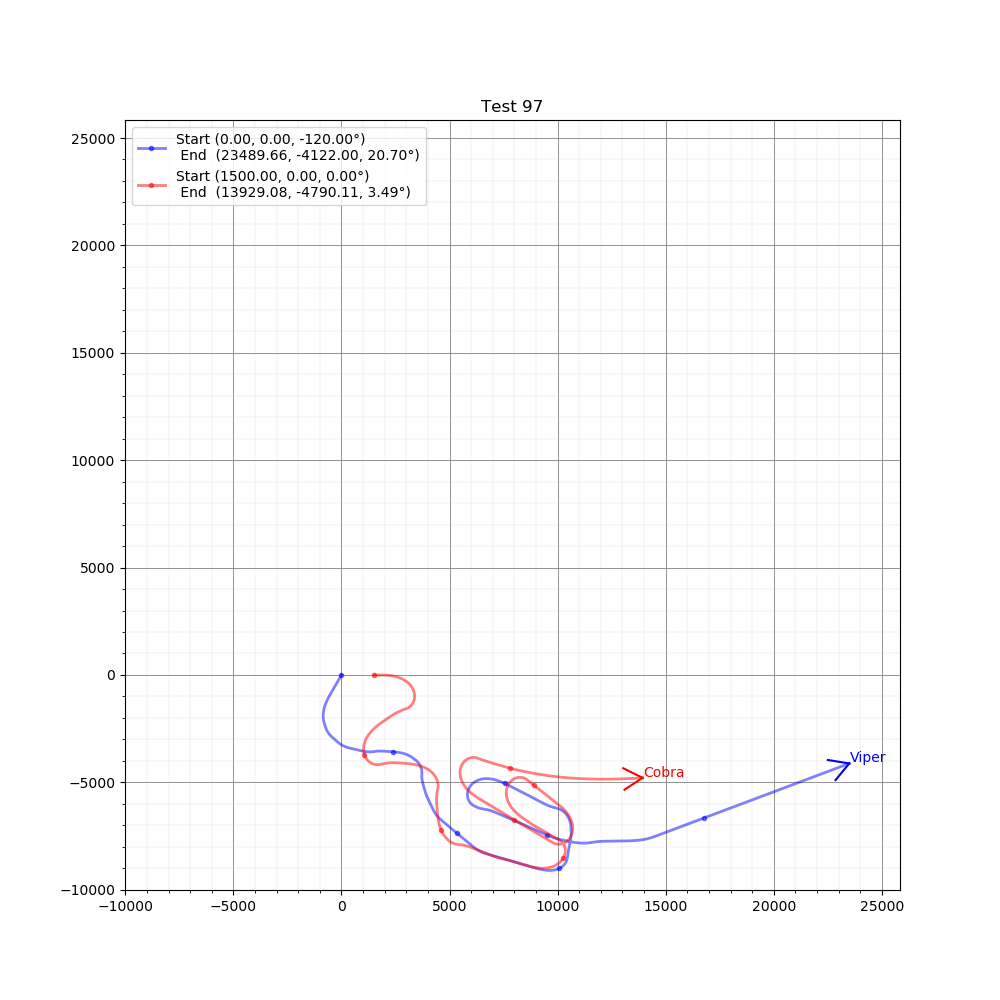 Test 97
Start (0.00, 0.00, -120.00°)
End (23489.66, -4122.00, 20.70°)
Start (1500.00, 0.00, 0.00°)
End (13929.08, -4790.11, 3.49°)
25000
20000
15000
10000
5000
0
−5000
−10000
Viper
Cobra
−10000 −5000 0 5000 10000 15000 20000 25000